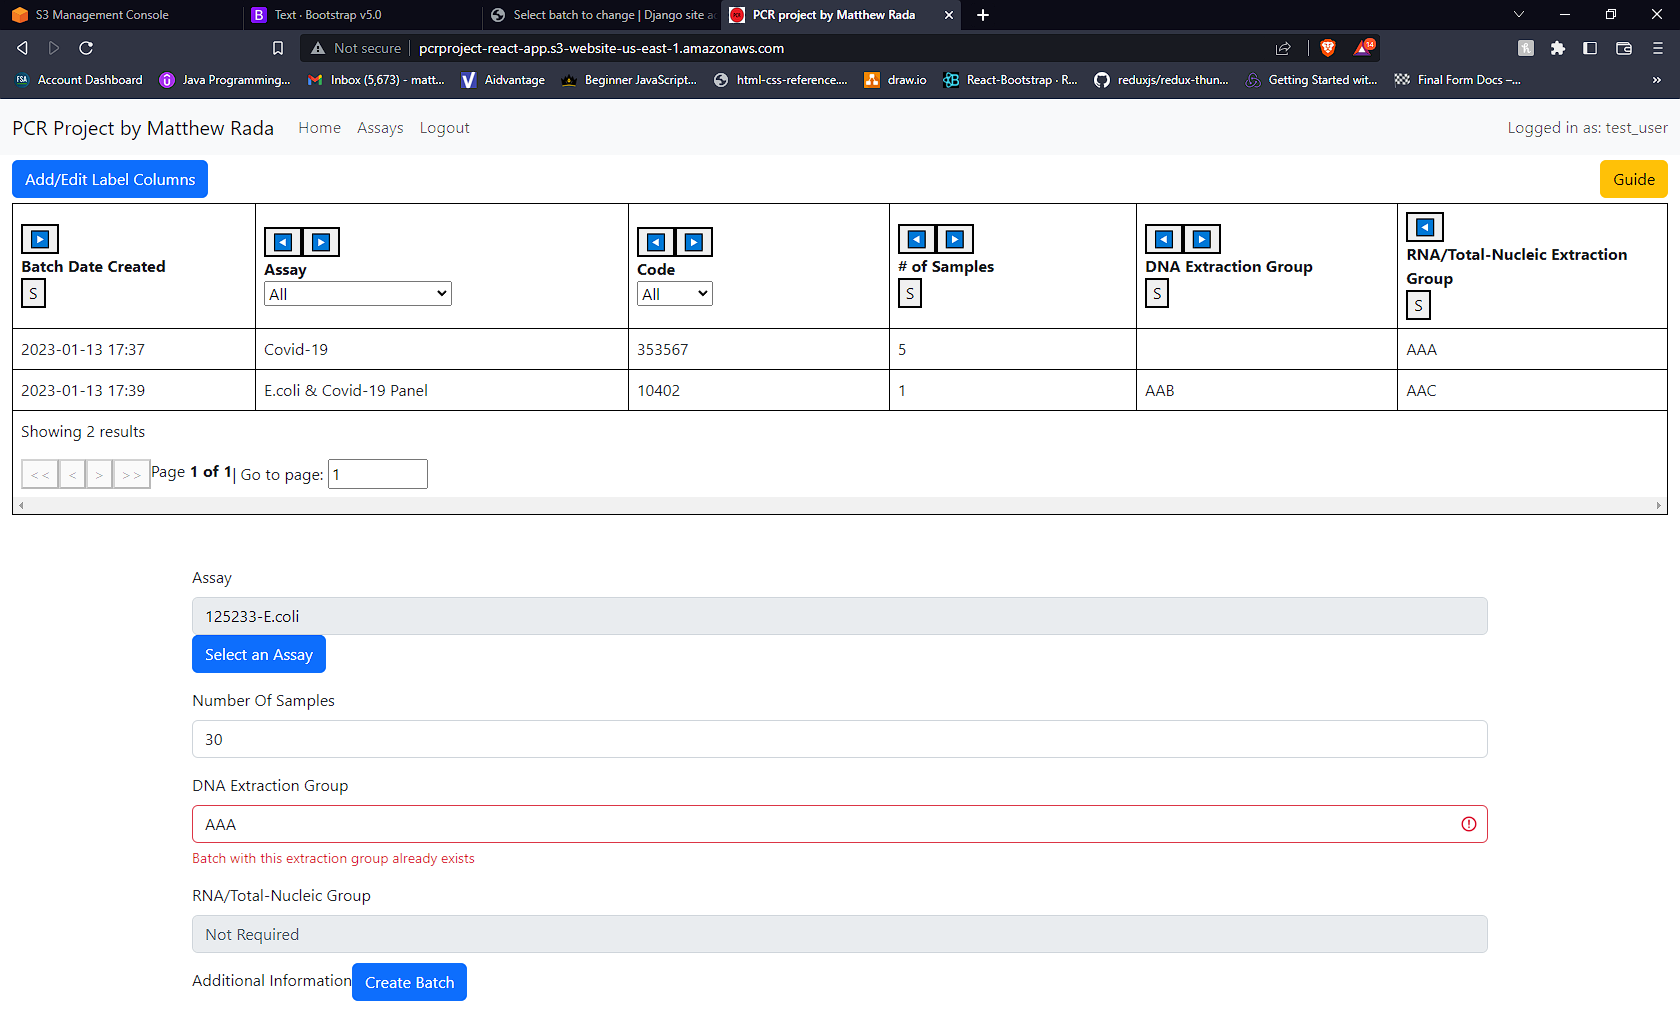 S3 Management Console
B Text · Bootstrap v5.0
Select batch to change | Django site a
PCR project by Matthew Rada
Not secure pcrproject-react-app.s3-website-us-east-1.amazonaws.com
14
FSA Account Dashboard
Java Programming...
Inbox (5,673) - matt...
Aidvantage
Beginner JavaScript...
html-css-reference....
draw.io
React-Bootstrap · R...
reduxjs/redux-thun...
Getting Started wit...
Final Form Docs –...
»
PCR Project by Matthew Rada Home Assays Logout Logged in as: test_user
Add/Edit Label Columns Guide
Batch Date Created
S
Assay
All
Code
All
# of Samples
S
DNA Extraction Group
S
RNA/Total-Nucleic Extraction
Group
S
2023-01-13 17:37 Covid-19 353567 5 AAA
2023-01-13 17:39 E.coli & Covid-19 Panel 10402 1 AAB AAC
Showing 2 results
<< < > >> Page 1 of 1 | Go to page: 1
Assay
125233-E.coli
Select an Assay
Number Of Samples
30
DNA Extraction Group
AAA
Batch with this extraction group already exists
RNA/Total-Nucleic Group
Not Required
Additional Information Create Batch